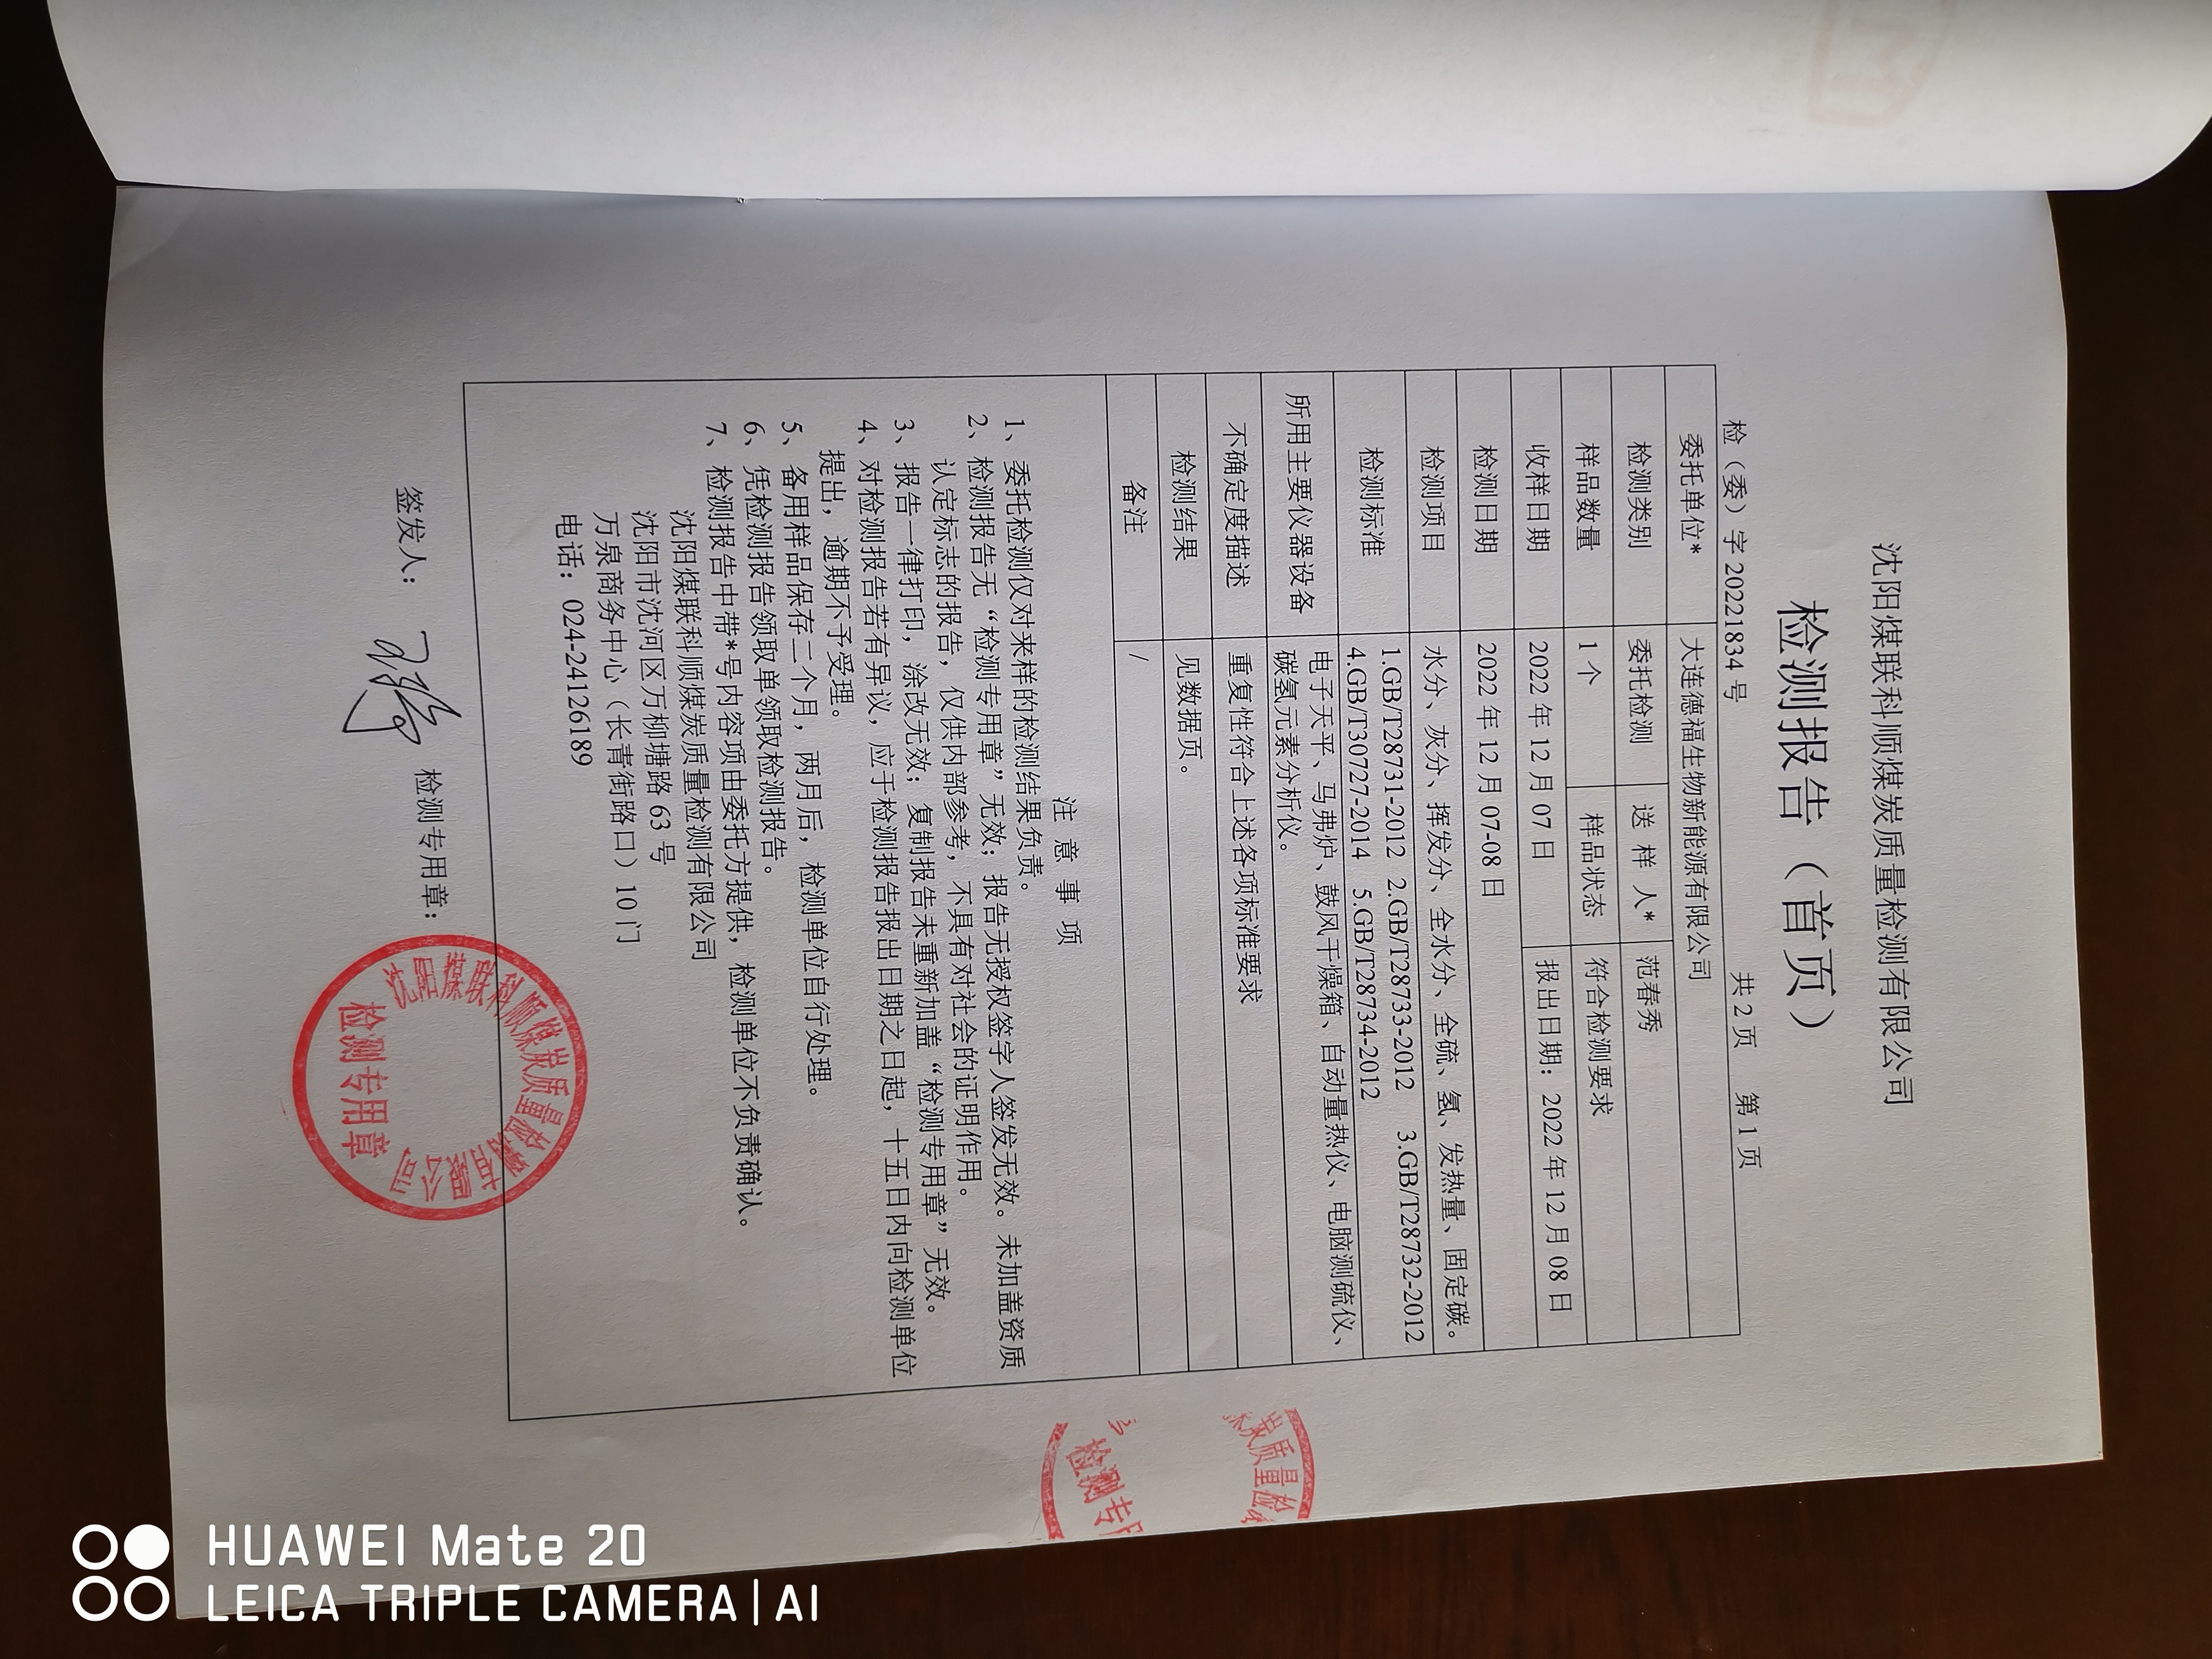 沈阳煤联科顺煤炭质量检测有限公司
检测报告（首页）
检（委）字 20221834 号 共 2 页 第 1 页
委托单位* 大连德福生物新能源有限公司
检测类别 委托检测 送 样 人* 范春秀
样品数量 1 个 样品状态 符合检测要求
收样日期 2022 年 12 月 07 日 报出日期：2022 年 12 月 08 日
检测日期 2022 年 12 月 07-08 日
检测项目 水分、灰分、挥发分、全水分、全硫、氢、发热量、固定碳。
检测标准 1.GB/T28731-2012 2.GB/T28733-2012 3.GB/T28732-2012
4.GB/T30727-2014 5.GB/T28734-2012
所用主要仪器设备 电子天平、马弗炉、鼓风干燥箱、自动量热仪、电脑测硫仪、
碳氢元素分析仪。
不确定度描述 重复性符合上述各项标准要求
检测结果 见数据页。
备注 /
注 意 事 项
1、委托检测仅对来样的检测结果负责。
2、检测报告无“检测专用章”无效；报告无授权签字人签发无效。未加盖资质
认定标志的报告，仅供内部参考，不具有对社会的证明作用。
3、报告一律打印，涂改无效；复制报告未重新加盖“检测专用章”无效。
4、对检测报告若有异议，应于检测报告报出日期之日起，十五日内向检测单位
提出，逾期不予受理。
5、备用样品保存二个月，两月后，检测单位自行处理。
6、凭检测报告领取单领取检测报告。
7、检测报告中带*号内容项由委托方提供，检测单位不负责确认。
沈阳煤联科顺煤炭质量检测有限公司
沈阳市沈河区万柳塘路 63 号
万泉商务中心（长青街路口）10 门
电话：024-24126189
签发人： 检测专用章：
沈阳煤联科顺煤炭质量检测有限公司
检测专用章
煤炭质量检
检测专用
HUAWEI Mate 20
LEICA TRIPLE CAMERA | AI